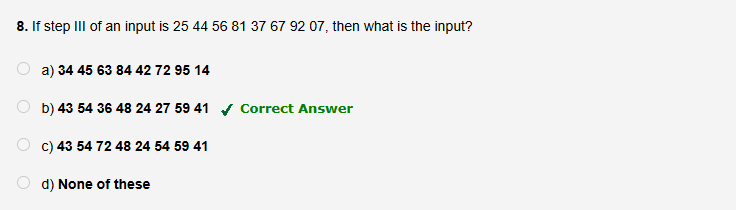 8. If step III of an input is 25 44 56 81 37 67 92 07, then what is the input?
a) 34 45 63 84 42 72 95 14
b) 43 54 36 48 24 27 59 41 ✔ Correct Answer
c) 43 54 72 48 24 54 59 41
d) None of these